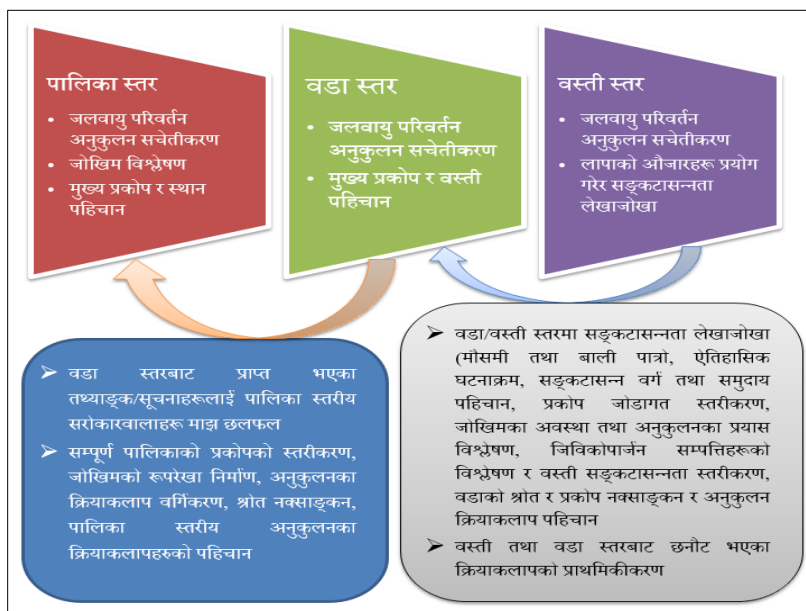 पालिका स्तर
• जलवायु परिवर्तन
अनुकुलन सचेतीकरण
• जोखिम विश्लेषण
• मुख्य प्रकोप र स्थान
पहिचान
वडा स्तर
• जलवायु परिवर्तन
अनुकुलन सचेतीकरण
• मुख्य प्रकोप र वस्ती
पहिचान
वस्ती स्तर
• जलवायु परिवर्तन
अनुकुलन सचेतीकरण
• लापाको औजारहरू प्रयोग
गरेर सङ्कटासन्नता
लेखाजोखा
➢ वडा स्तरबाट प्राप्त भएका
तथ्याङ्क/सूचनाहरूलाई पालिका स्तरीय
सरोकारवालाहरू माझ छलफल
➢ सम्पूर्ण पालिकाको प्रकोपको स्तरीकरण,
जोखिमको रूपरेखा निर्माण, अनुकुलनका
क्रियाकलाप वर्गिकरण, श्रोत नक्साङ्कन,
पालिका स्तरीय अनुकुलनका
क्रियाकलापहरुको पहिचान
➢ वडा/वस्ती स्तरमा सङ्कटासन्नता लेखाजोखा
(मौसमी तथा बाली पात्रो, ऐतिहासिक
घटनाक्रम, सङ्कटासन्न वर्ग तथा समुदाय
पहिचान, प्रकोप जोडागत स्तरीकरण,
जोखिमका अवस्था तथा अनुकुलनका प्रयास
विश्लेषण, जिविकोपार्जन सम्पत्तिहरूको
विश्लेषण र वस्ती सङ्कटासन्नता स्तरीकरण,
वडाको श्रोत र प्रकोप नक्साङ्कन र अनुकुलन
क्रियाकलाप पहिचान
➢ वस्ती तथा वडा स्तरबाट छनौट भएका
क्रियाकलापको प्राथमिकीकरण